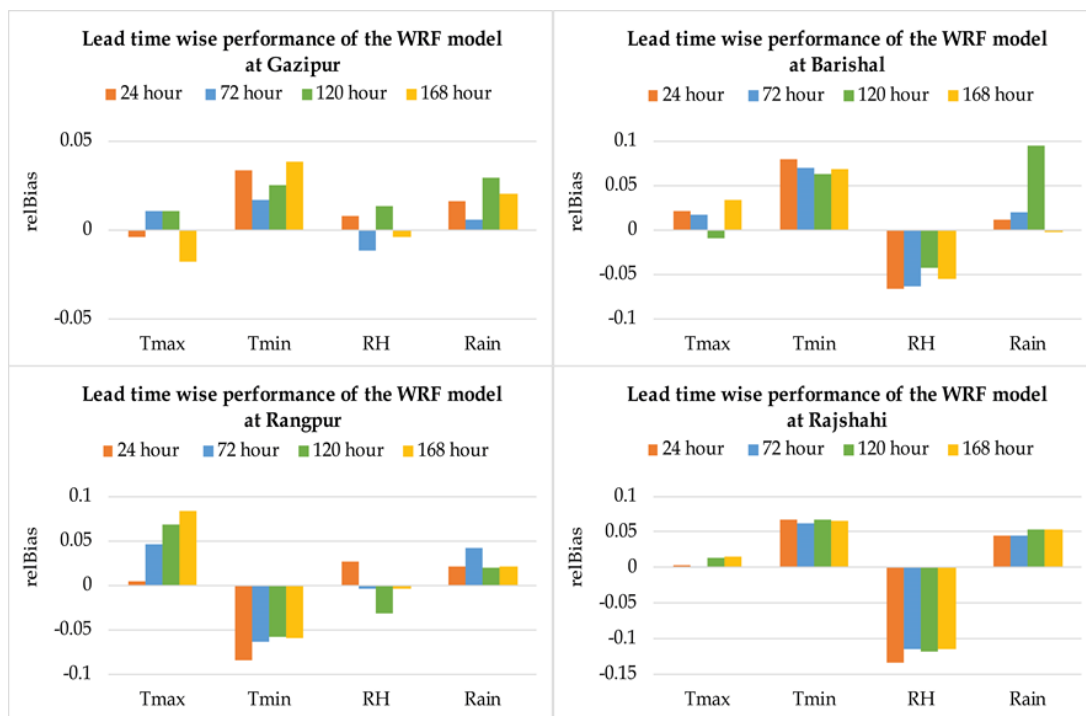 Lead time wise performance of the WRF model
at Gazipur
24 hour 72 hour 120 hour 168 hour
0.05
0
-0.05
relBias
Tmax Tmin RH Rain
Lead time wise performance of the WRF model
at Barishal
24 hour 72 hour 120 hour 168 hour
0.1
0.05
0
-0.05
-0.1
relBias
Tmax Tmin RH Rain
Lead time wise performance of the WRF model
at Rangpur
24 hour 72 hour 120 hour 168 hour
0.1
0.05
0
-0.05
-0.1
relBias
Tmax Tmin RH Rain
Lead time wise performance of the WRF model
at Rajshahi
24 hour 72 hour 120 hour 168 hour
0.1
0.05
0
-0.05
-0.1
-0.15
relBias
Tmax Tmin RH Rain